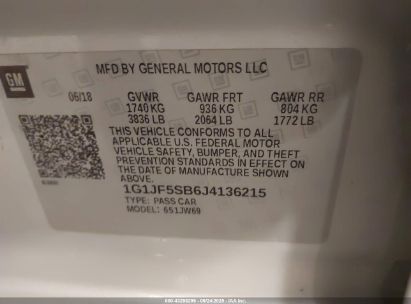 MFD BY GENERAL MOTORS LLC
GM
05/18 GVWR GAWR FRT GAWR RR
1740 KG 936 KG 804 KG
3836 LB 2064 LB 1772 LB
THIS VEHICLE CONFORMS TO ALL
APPLICABLE U.S. FEDERAL MOTOR
VEHICLE SAFETY, BUMPER, AND THEFT
PREVENTION STANDARDS IN EFFECT ON
THE DATE OF MANUFACTURE SHOWN
ABOVE.
1G1JF5SB6J4136215
TYPE: PASS CAR
MODEL: 651JW69